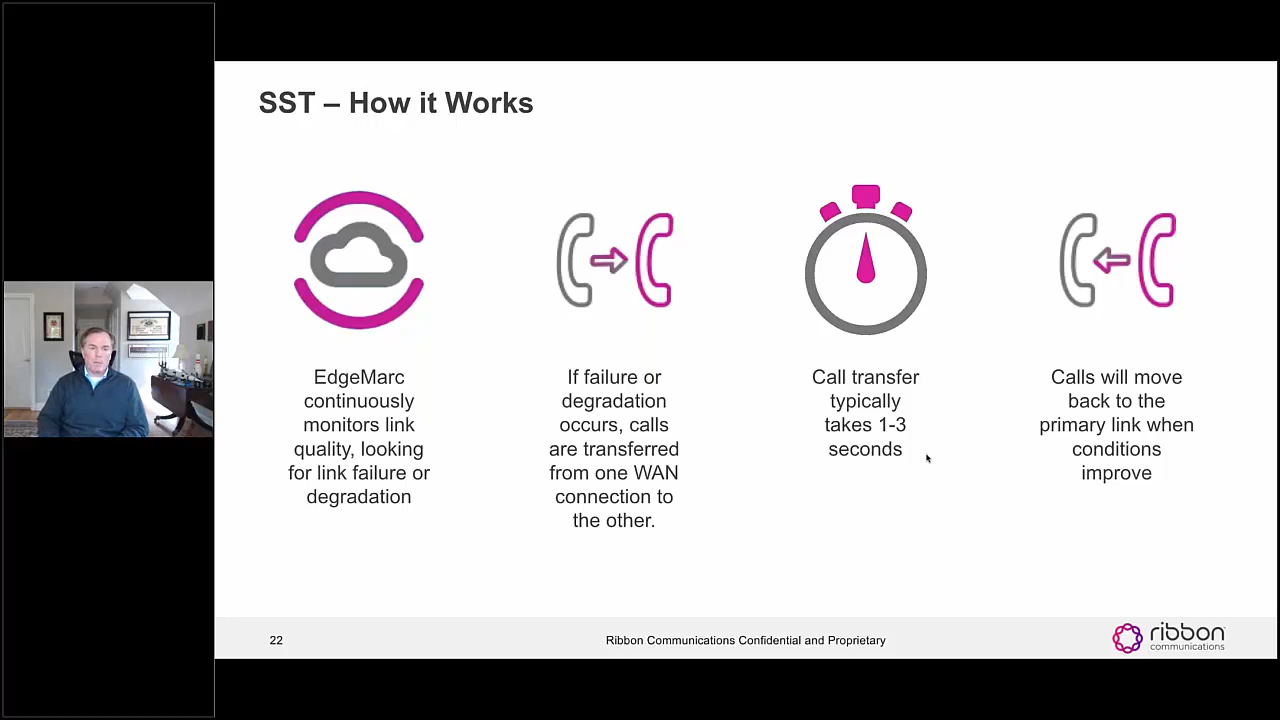 SST – How it Works
EdgeMarc
continuously
monitors link
quality, looking
for link failure or
degradation
If failure or
degradation
occurs, calls
are transferred
from one WAN
connection to
the other.
Call transfer
typically
takes 1-3
seconds
Calls will move
back to the
primary link when
conditions
improve
22
Ribbon Communications Confidential and Proprietary
ribbon
communications